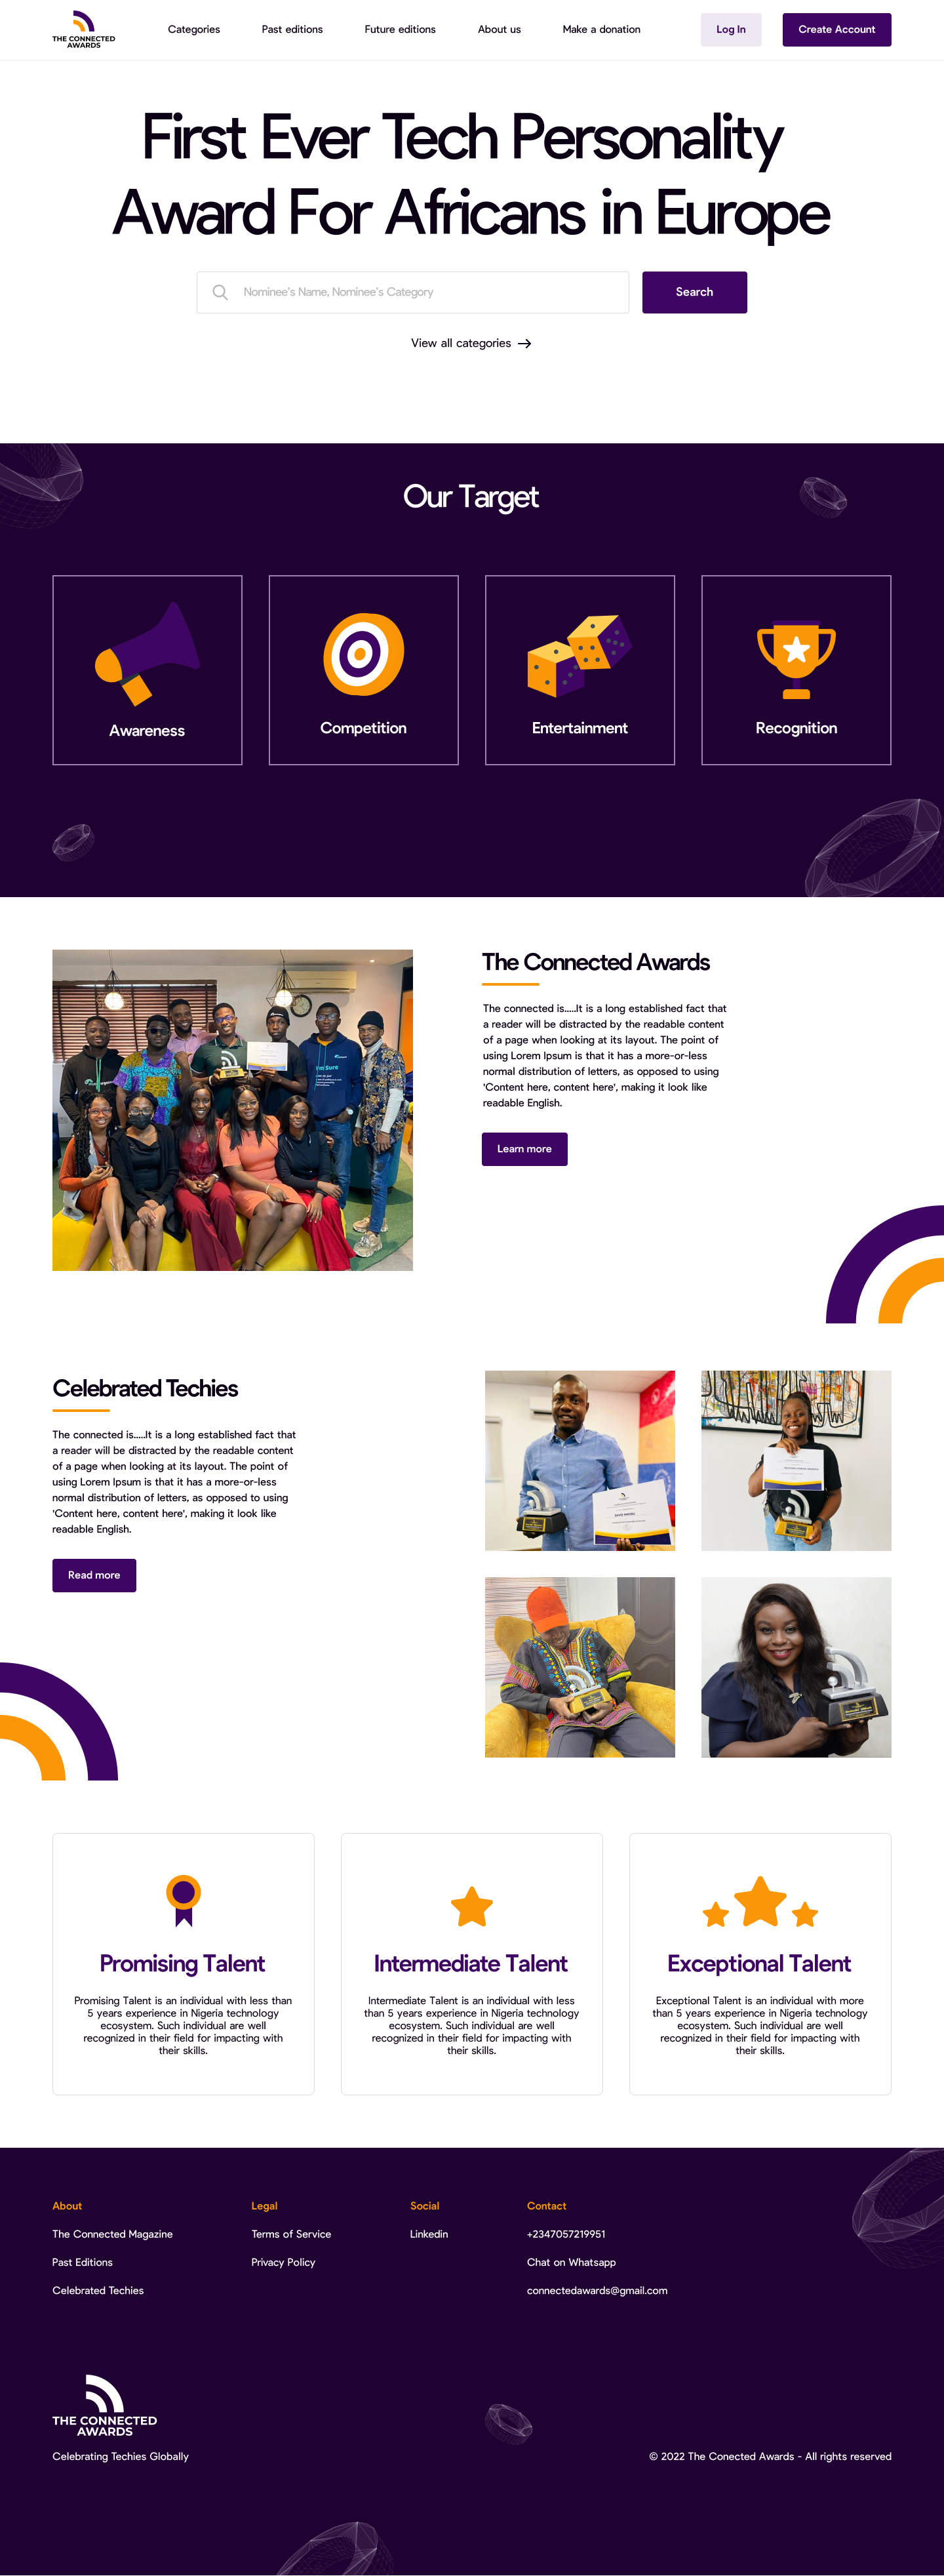 THE CONNECTED
AWARDS
Categories
Past editions
Future editions
About us
Make a donation
Log In
Create Account
First Ever Tech Personality
Award For Africans in Europe
Nominee's Name, Nominee's Category
Search
View all categories
Our Target
Awareness
Competition
Entertainment
Recognition
The Connected Awards
The connected is.....It is a long established fact that
a reader will be distracted by the readable content
of a page when looking at its layout. The point of
using Lorem Ipsum is that it has a more-or-less
normal distribution of letters, as opposed to using
'Content here, content here', making it look like
readable English.
Learn more
Celebrated Techies
The connected is.....It is a long established fact that
a reader will be distracted by the readable content
of a page when looking at its layout. The point of
using Lorem Ipsum is that it has a more-or-less
normal distribution of letters, as opposed to using
'Content here, content here', making it look like
readable English.
Read more
Promising Talent
Promising Talent is an individual with less than
5 years experience in Nigeria technology
ecosystem. Such individual are well
recognized in their field for impacting with
their skills.
Intermediate Talent
Intermediate Talent is an individual with less
than 5 years experience in Nigeria technology
ecosystem. Such individual are well
recognized in their field for impacting with
their skills.
Exceptional Talent
Exceptional Talent is an individual with more
than 5 years experience in Nigeria technology
ecosystem. Such individual are well
recognized in their field for impacting with
their skills.
About
The Connected Magazine
Past Editions
Celebrated Techies
Legal
Terms of Service
Privacy Policy
Social
Linkedin
Contact
+2347057219951
Chat on Whatsapp
connectedawards@gmail.com
THE CONNECTED
AWARDS
Celebrating Techies Globally
© 2022 The Conected Awards - All rights reserved